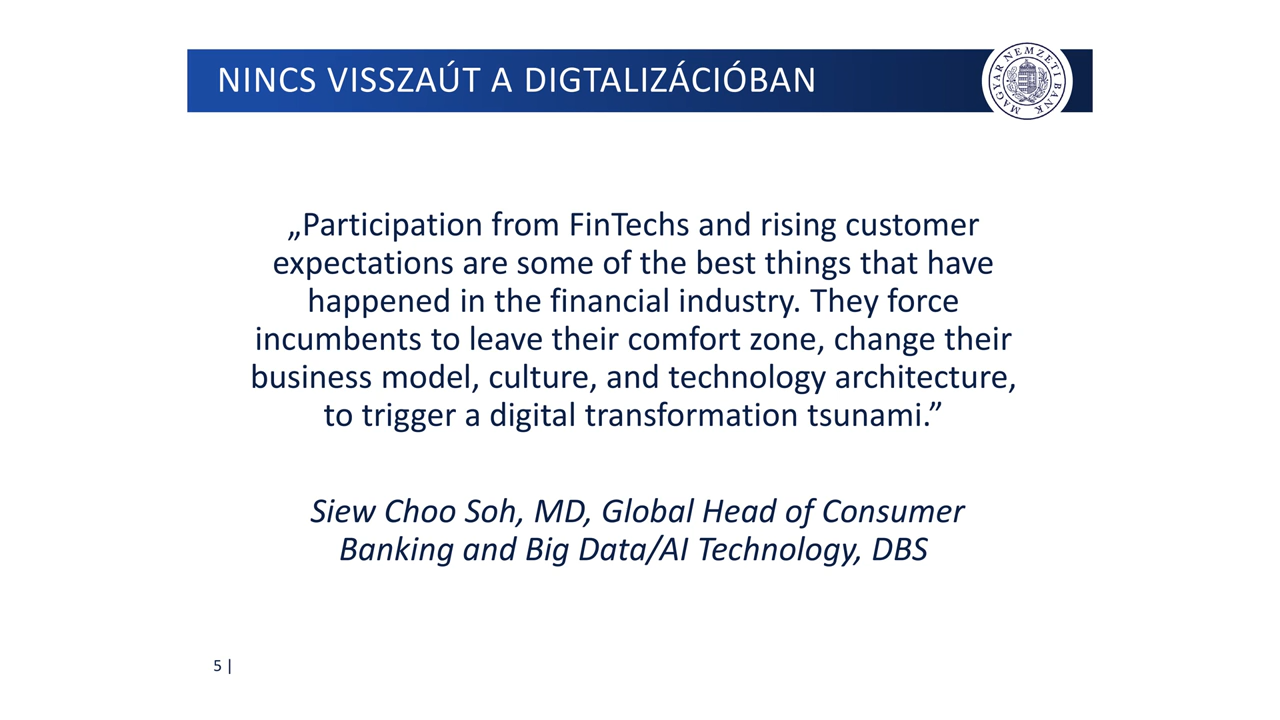 NINCS VISSZAÚT A DIGTALIZÁCIÓBAN
MAGYAR NEMZETI BANK
„Participation from FinTechs and rising customer
expectations are some of the best things that have
happened in the financial industry. They force
incumbents to leave their comfort zone, change their
business model, culture, and technology architecture,
to trigger a digital transformation tsunami.”
Siew Choo Soh, MD, Global Head of Consumer
Banking and Big Data/AI Technology, DBS
5 |